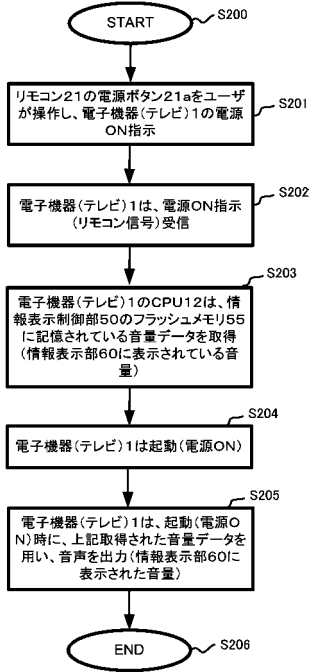 START
S200
リモコン21の電源ボタン21aをユーザ
が操作し、電子機器(テレビ)1の電源
ON指示
S201
電子機器(テレビ)1は、電源ON指示
(リモコン信号)受信
S202
電子機器(テレビ)1のCPU12は、情
報表示制御部50のフラッシュメモリ55
に記憶されている音量データを取得
(情報表示部60に表示されている音
量)
S203
電子機器(テレビ)1は起動(電源ON)
S204
電子機器(テレビ)1は、起動(電源O
N)時に、上記取得された音量データを
用い、音声を出力(情報表示部60に
表示された音量)
S205
END
S206